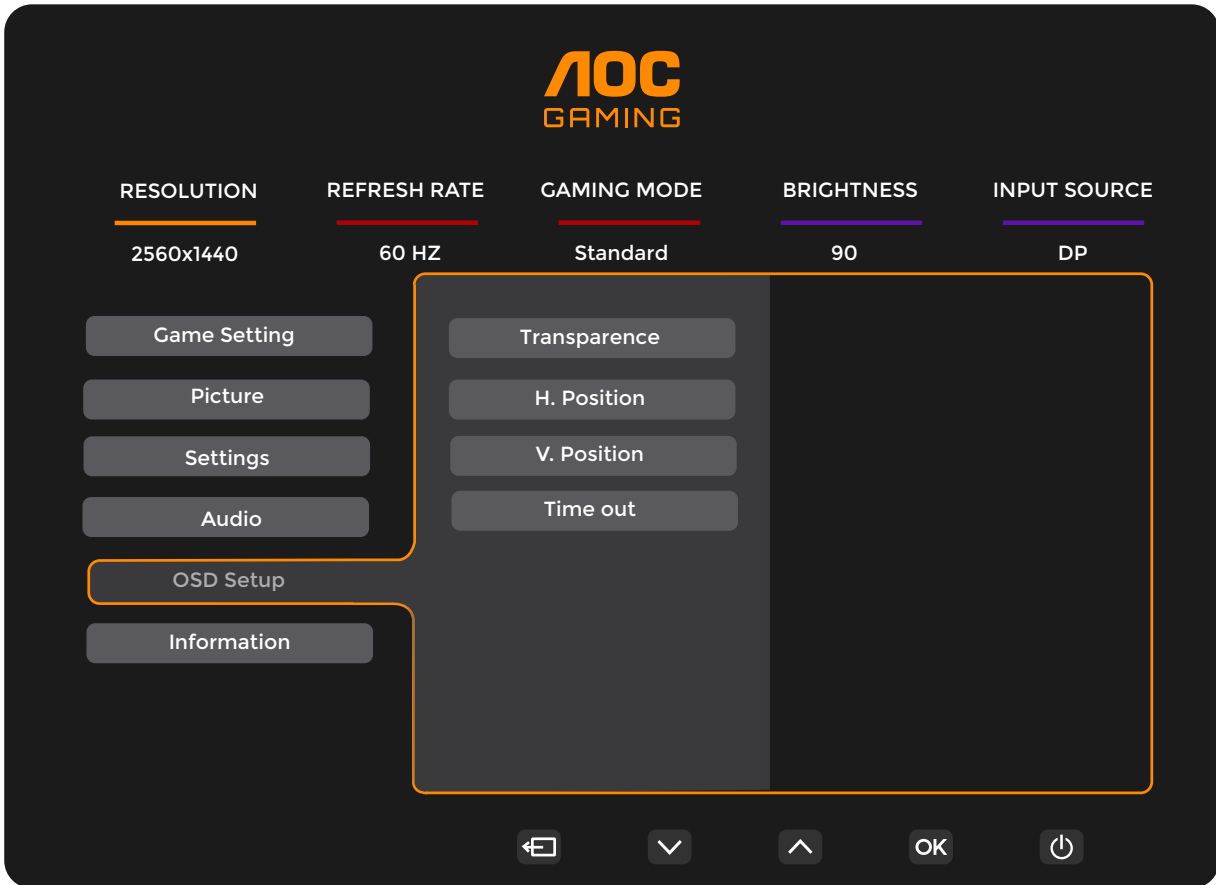 AOC
GAMING
RESOLUTION REFRESH RATE GAMING MODE BRIGHTNESS INPUT SOURCE
2560x1440 60 HZ Standard 90 DP
Game Setting
Picture
Settings
Audio
OSD Setup
Information
Transparence
H. Position
V. Position
Time out
OK